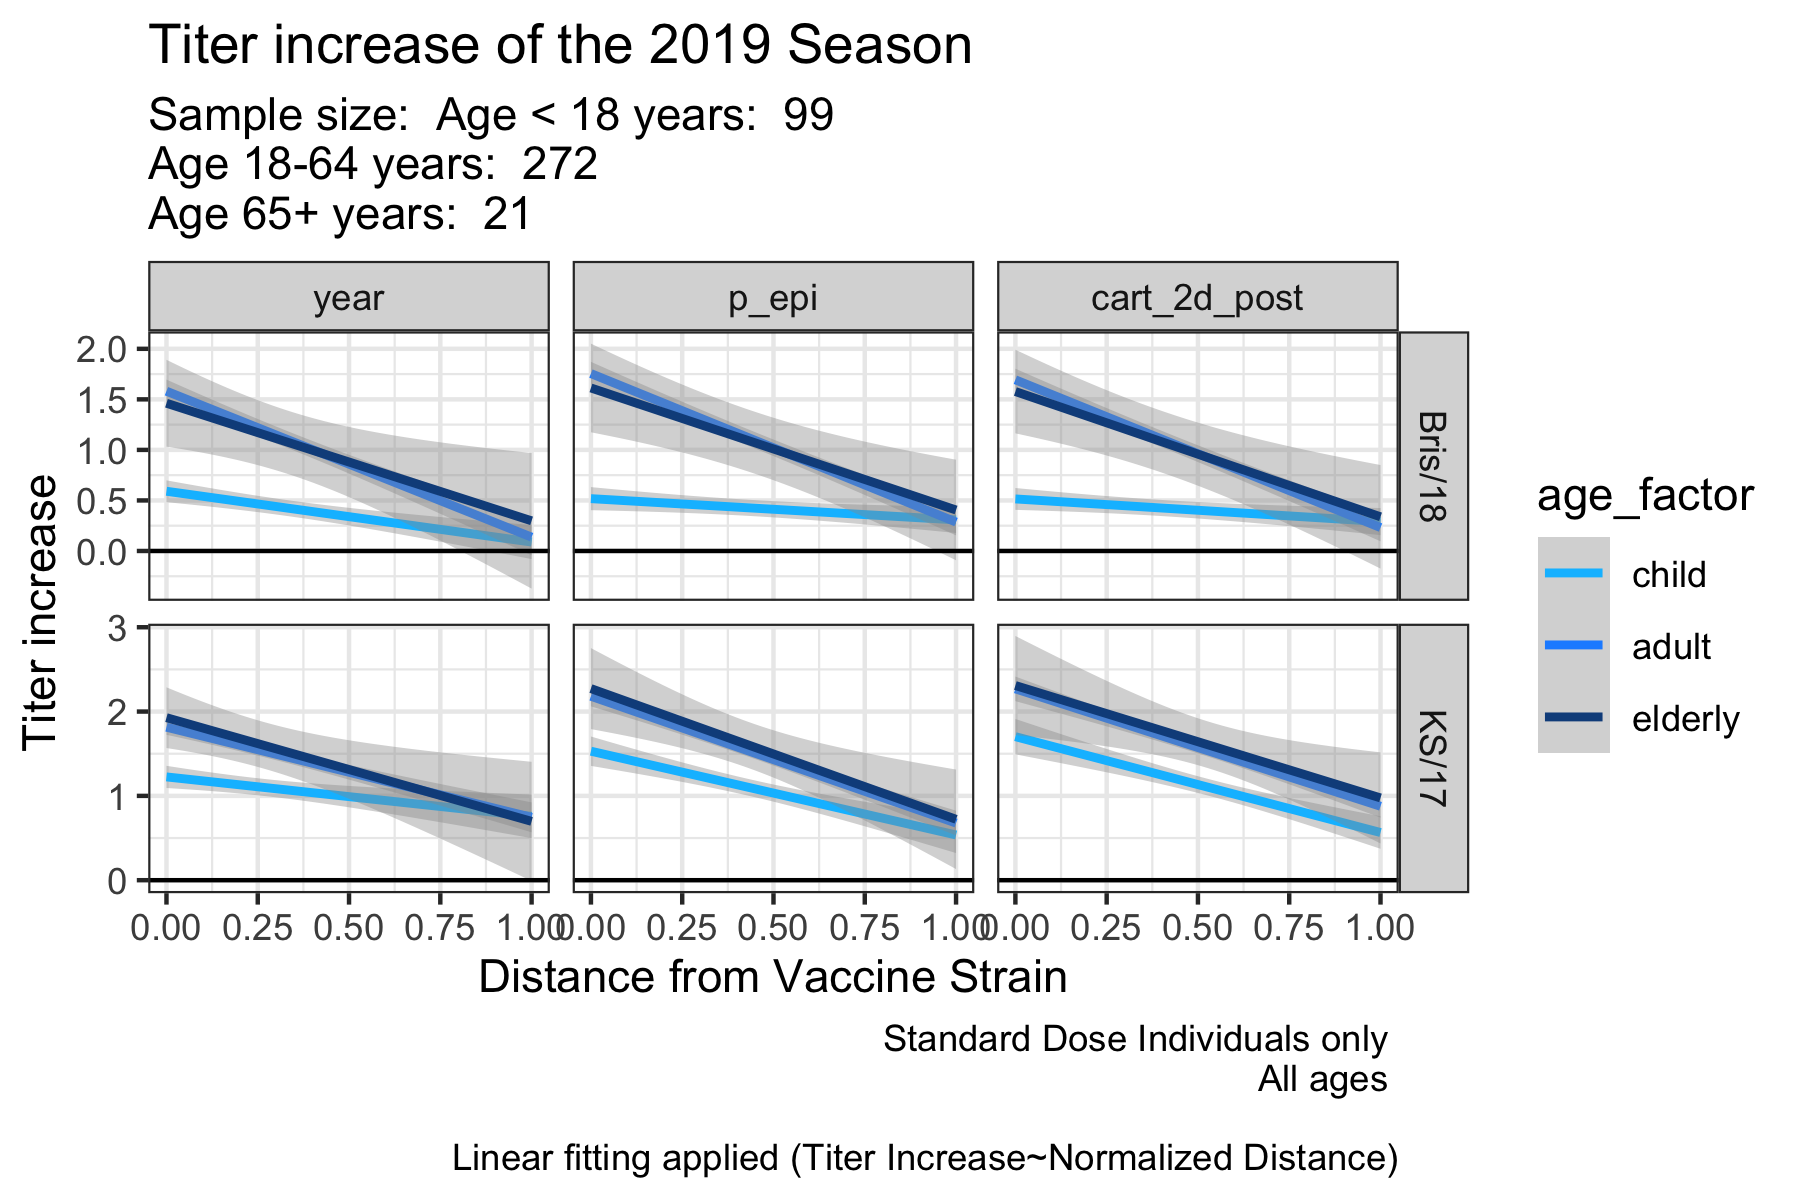 Titer increase of the 2019 Season
Sample size:  Age < 18 years:  99
Age 18-64 years:  272
Age 65+ years:  21
year
p_epi
cart_2d_post
2.0
1.5
1.0
0.5
0.0
Bris/18
3
2
1
0
KS/17
Titer increase
0.00 0.25 0.50 0.75 1.00
0.00 0.25 0.50 0.75 1.00
0.00 0.25 0.50 0.75 1.00
Distance from Vaccine Strain
age_factor
child
adult
elderly
Standard Dose Individuals only
All ages
Linear fitting applied (Titer Increase~Normalized Distance)